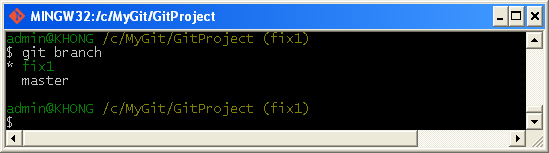 MINGW32:/c/MyGit/GitProject
admin@KHONG /c/MyGit/GitProject (fix1)
$ git branch
* fix1
  master
admin@KHONG /c/MyGit/GitProject (fix1)
$